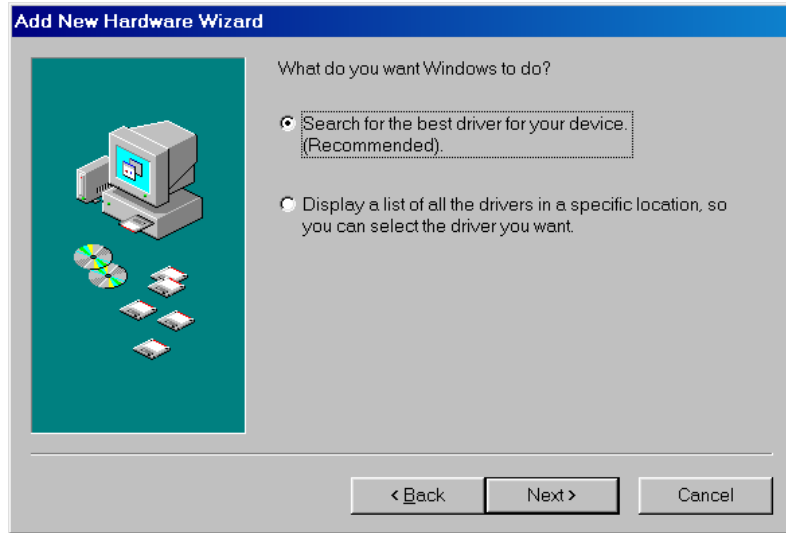 Add New Hardware Wizard
What do you want Windows to do?
Search for the best driver for your device.
(Recommended).
Display a list of all the drivers in a specific location, so
you can select the driver you want.
< Back
Next >
Cancel